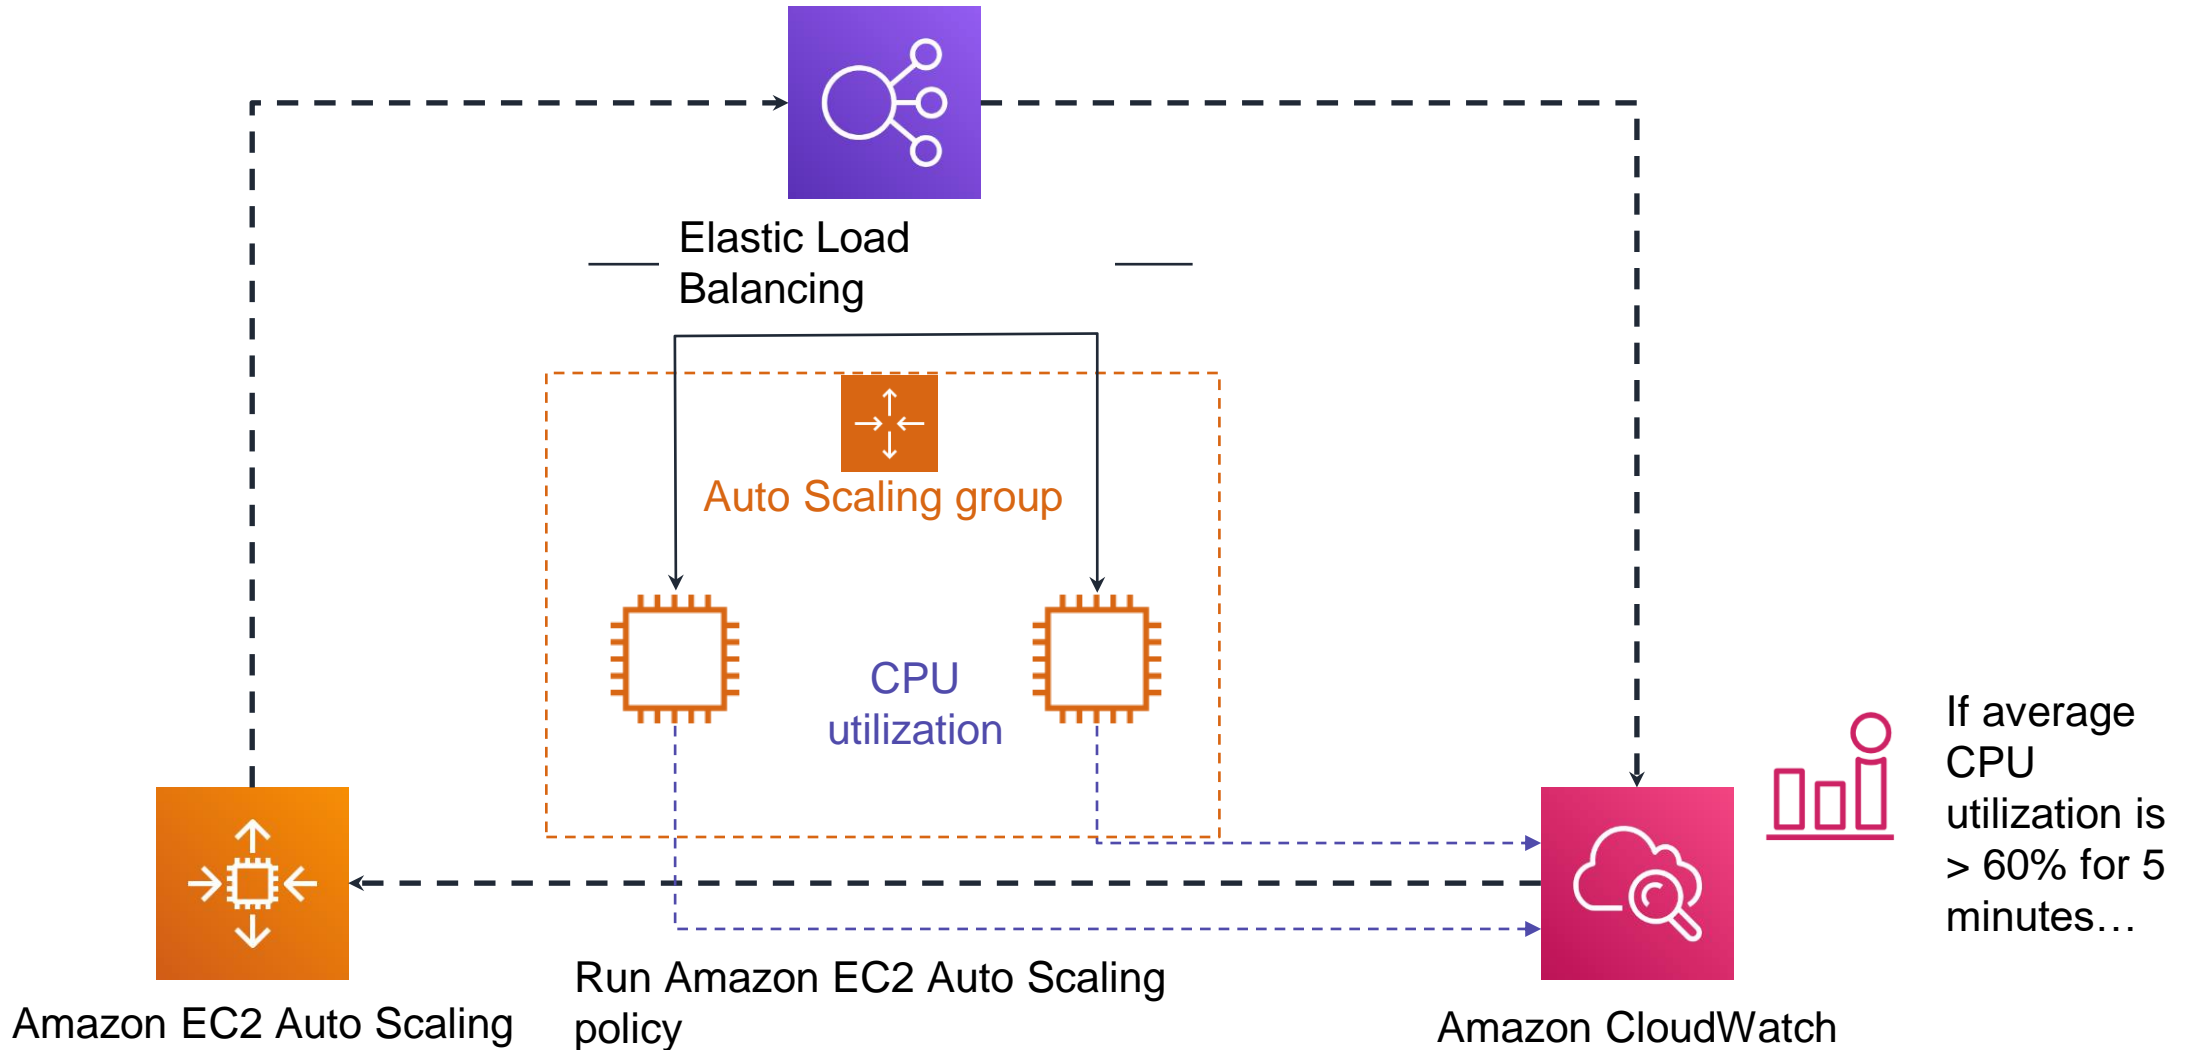 Elastic Load
Balancing
Auto Scaling group
CPU
utilization
If average
CPU
utilization is
> 60% for 5
minutes…
Run Amazon EC2 Auto Scaling
policy
Amazon EC2 Auto Scaling
Amazon CloudWatch